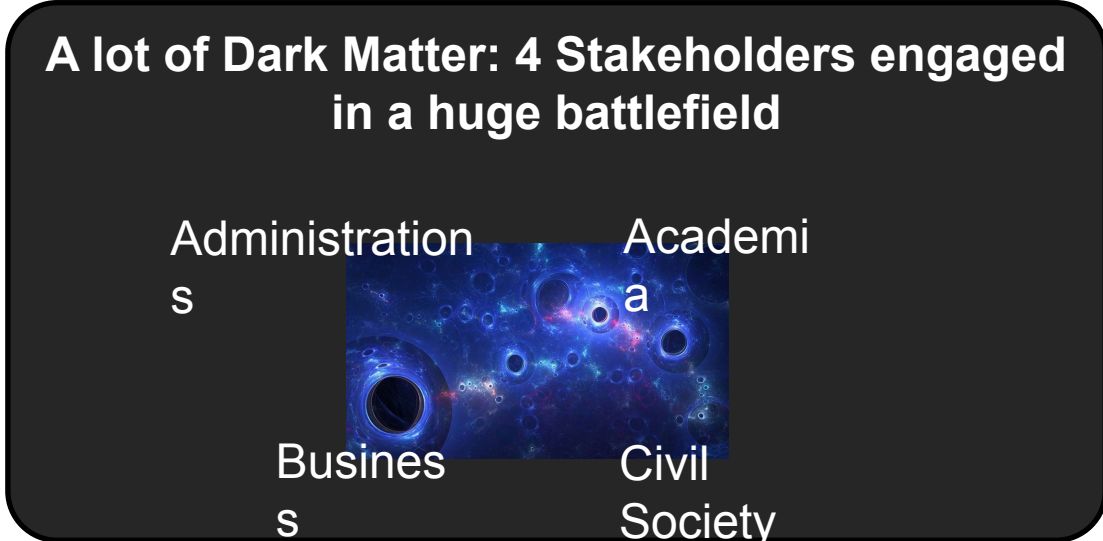 A lot of Dark Matter: 4 Stakeholders engaged
in a huge battlefield
Administration
s
Academi
a
Busines
s
Civil
Society